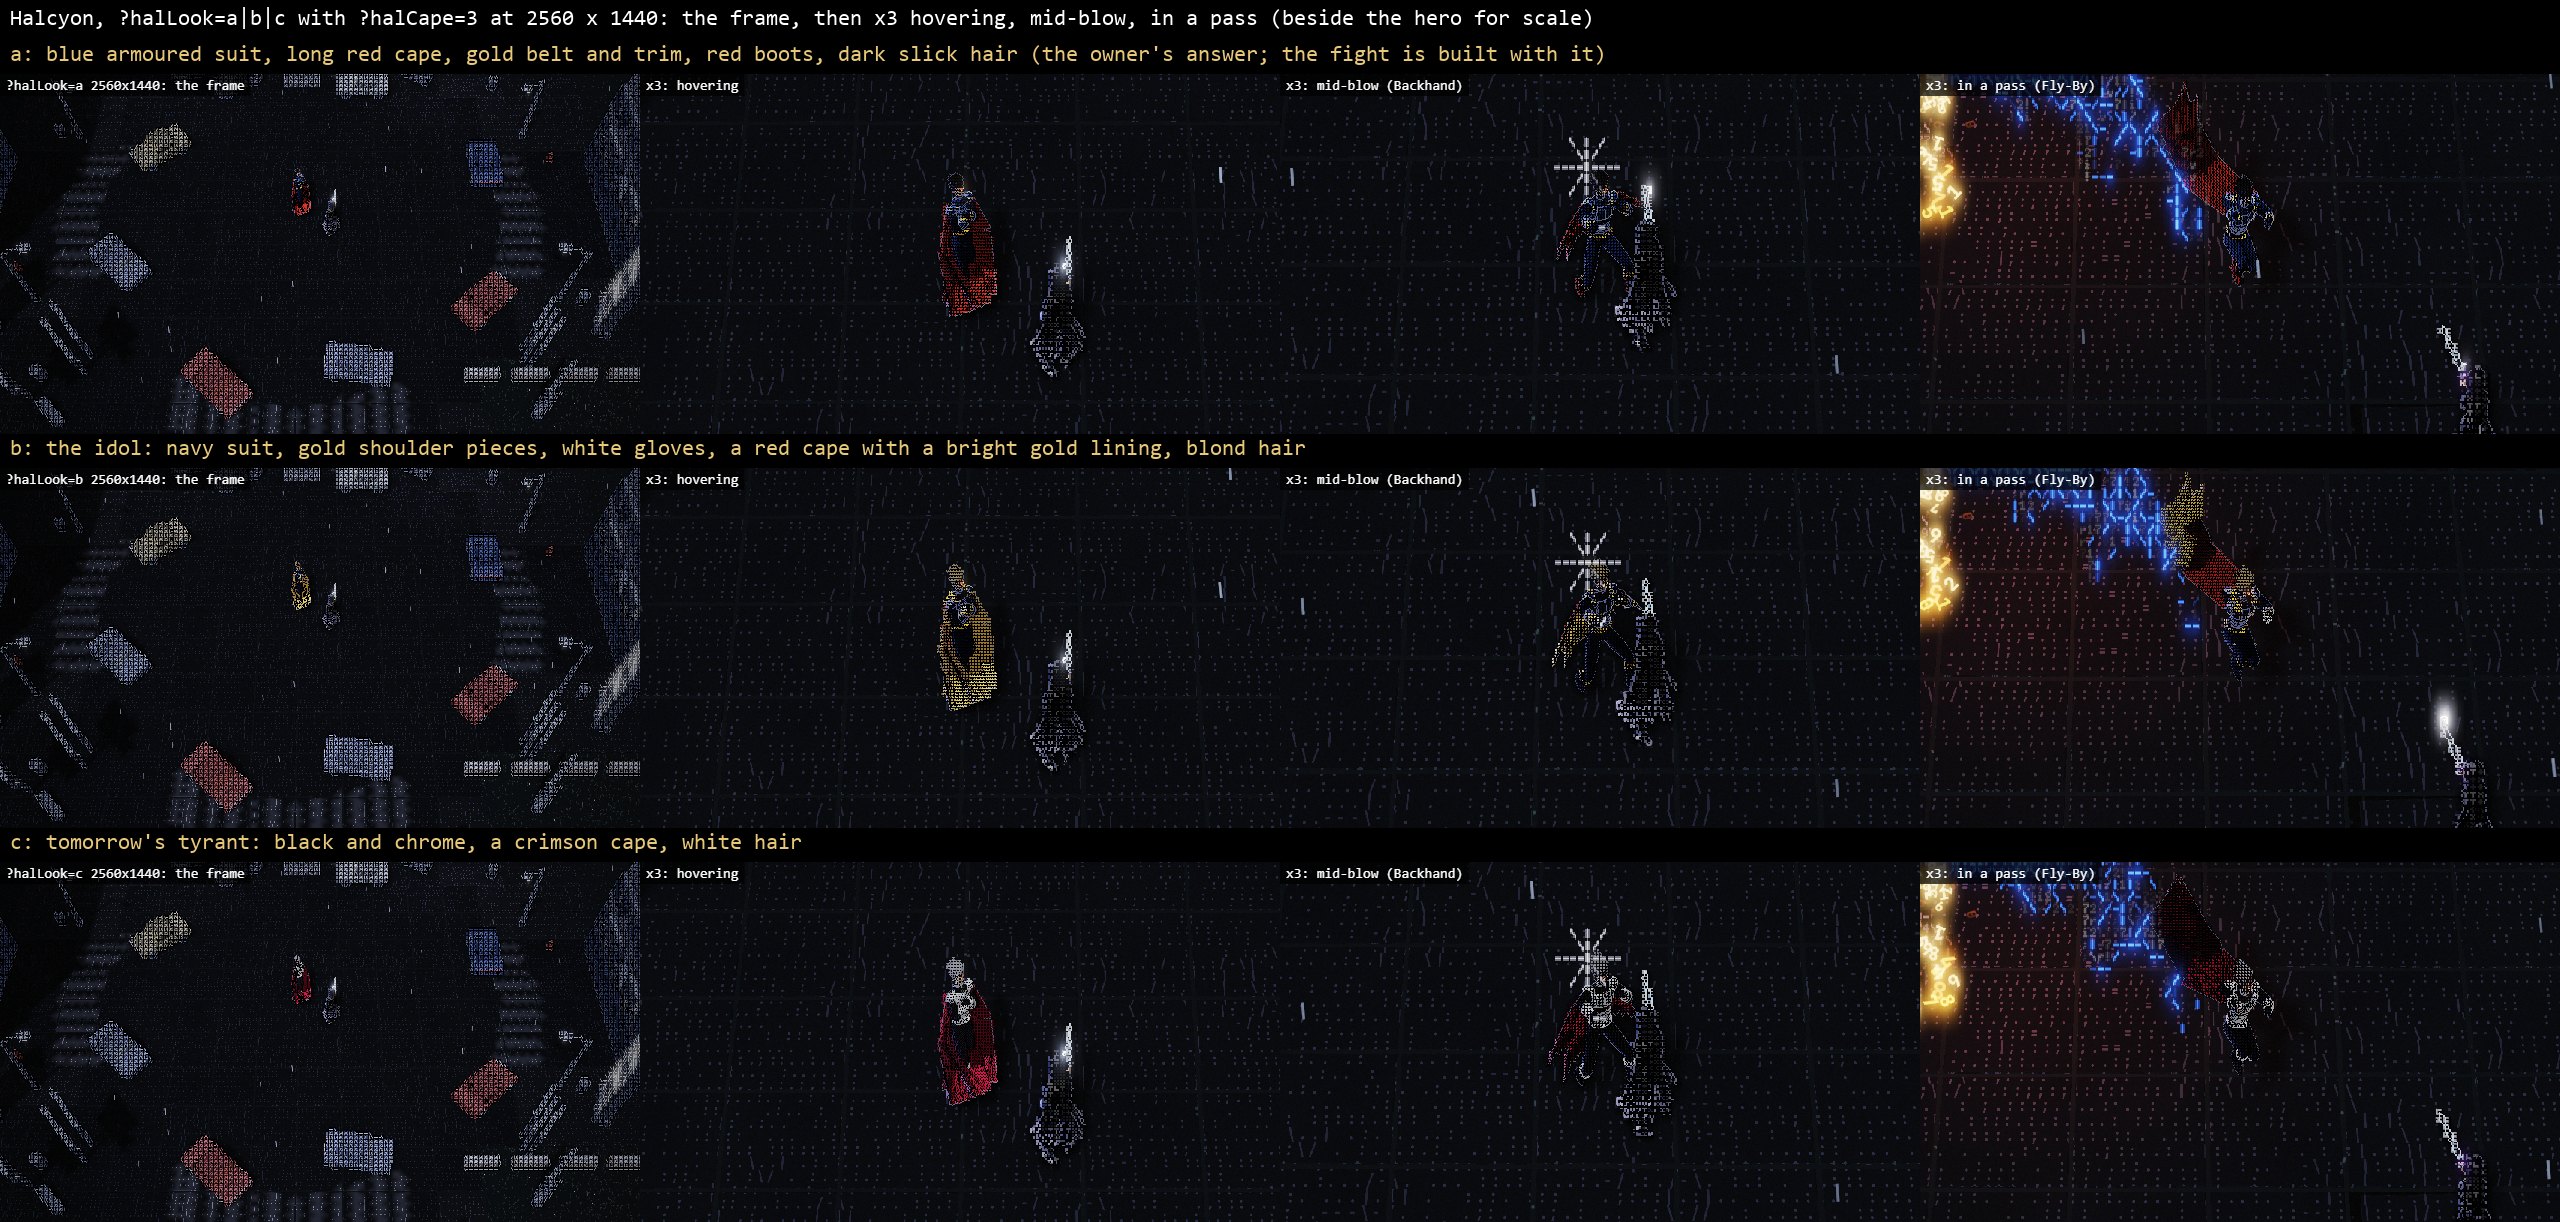 Halcyon, ?halLook=a|b|c with ?halCape=3 at 2560 x 1440: the frame, then x3 hovering, mid-blow, in a pass (beside the hero for scale)
a: blue armoured suit, long red cape, gold belt and trim, red boots, dark slick hair (the owner's answer; the fight is built with it)
?halLook=a 2560x1440: the frame
x3: hovering
x3: mid-blow (Backhand)
x3: in a pass (Fly-By)
b: the idol: navy suit, gold shoulder pieces, white gloves, a red cape with a bright gold lining, blond hair
?halLook=b 2560x1440: the frame
x3: hovering
x3: mid-blow (Backhand)
x3: in a pass (Fly-By)
c: tomorrow's tyrant: black and chrome, a crimson cape, white hair
?halLook=c 2560x1440: the frame
x3: hovering
x3: mid-blow (Backhand)
x3: in a pass (Fly-By)